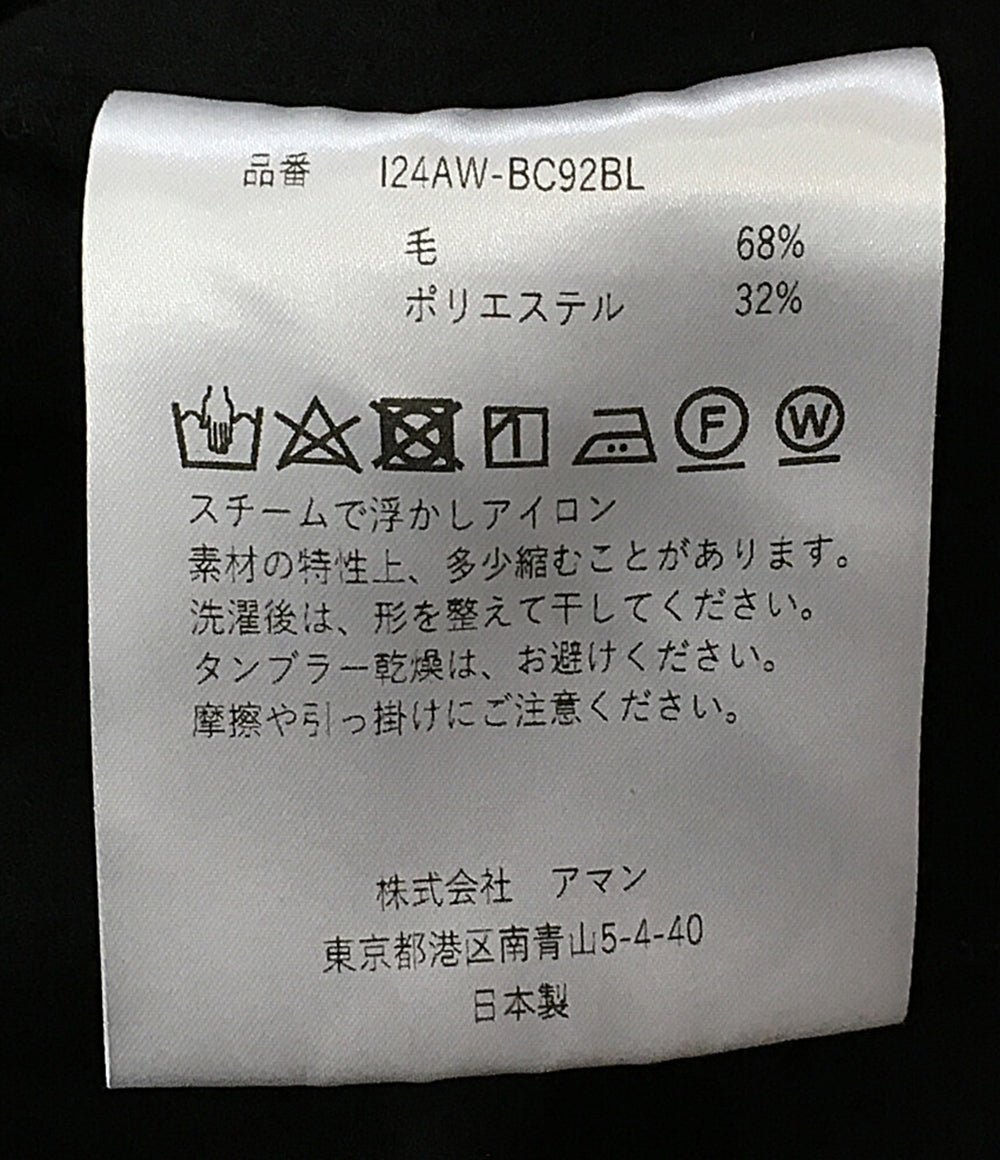 品番 I24AW-BC92BL
毛 68%
ポリエステル 32%
F W
スチームで浮かしアイロン
素材の特性上、多少縮むことがあります。
洗濯後は、形を整えて干してください。
タンブラー乾燥は、お避けください。
摩擦や引っ掛けにご注意ください。
株式会社 アマン
東京都港区南青山5-4-40
日本製